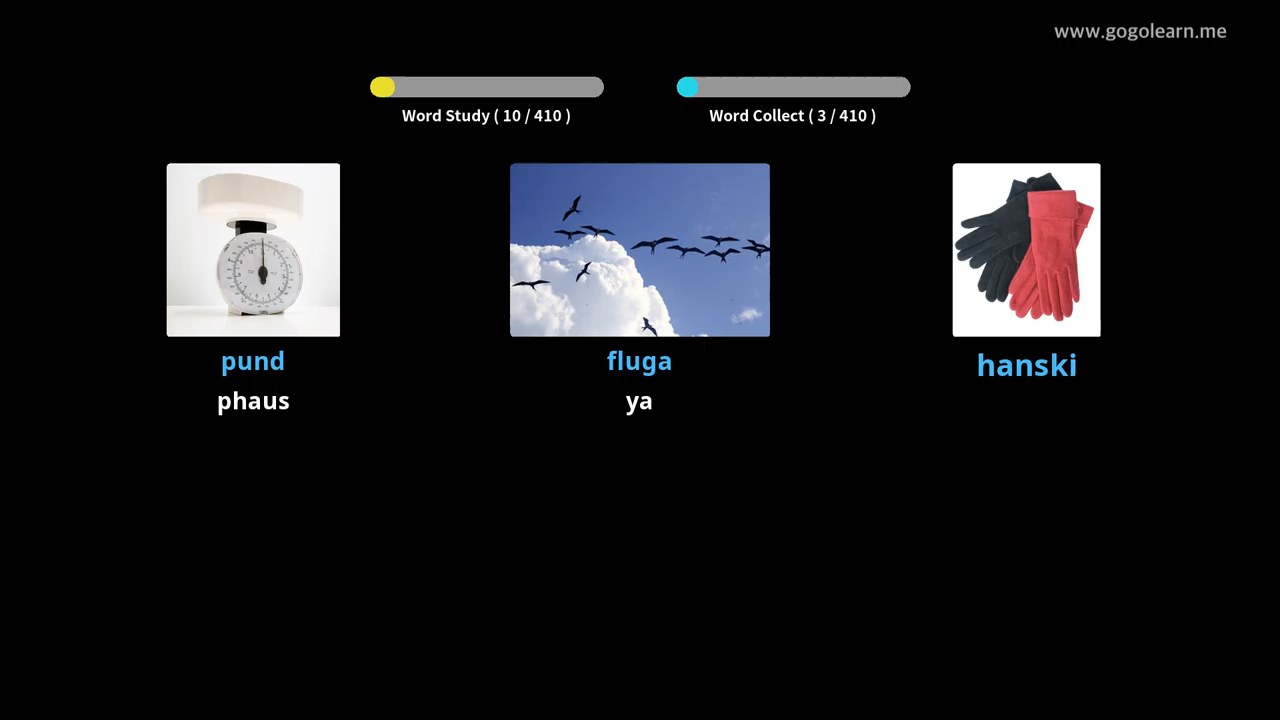 www.gogolearn.me
Word Study ( 10 / 410 )
Word Collect ( 3 / 410 )
pund
fluga
hanski
phaus
ya